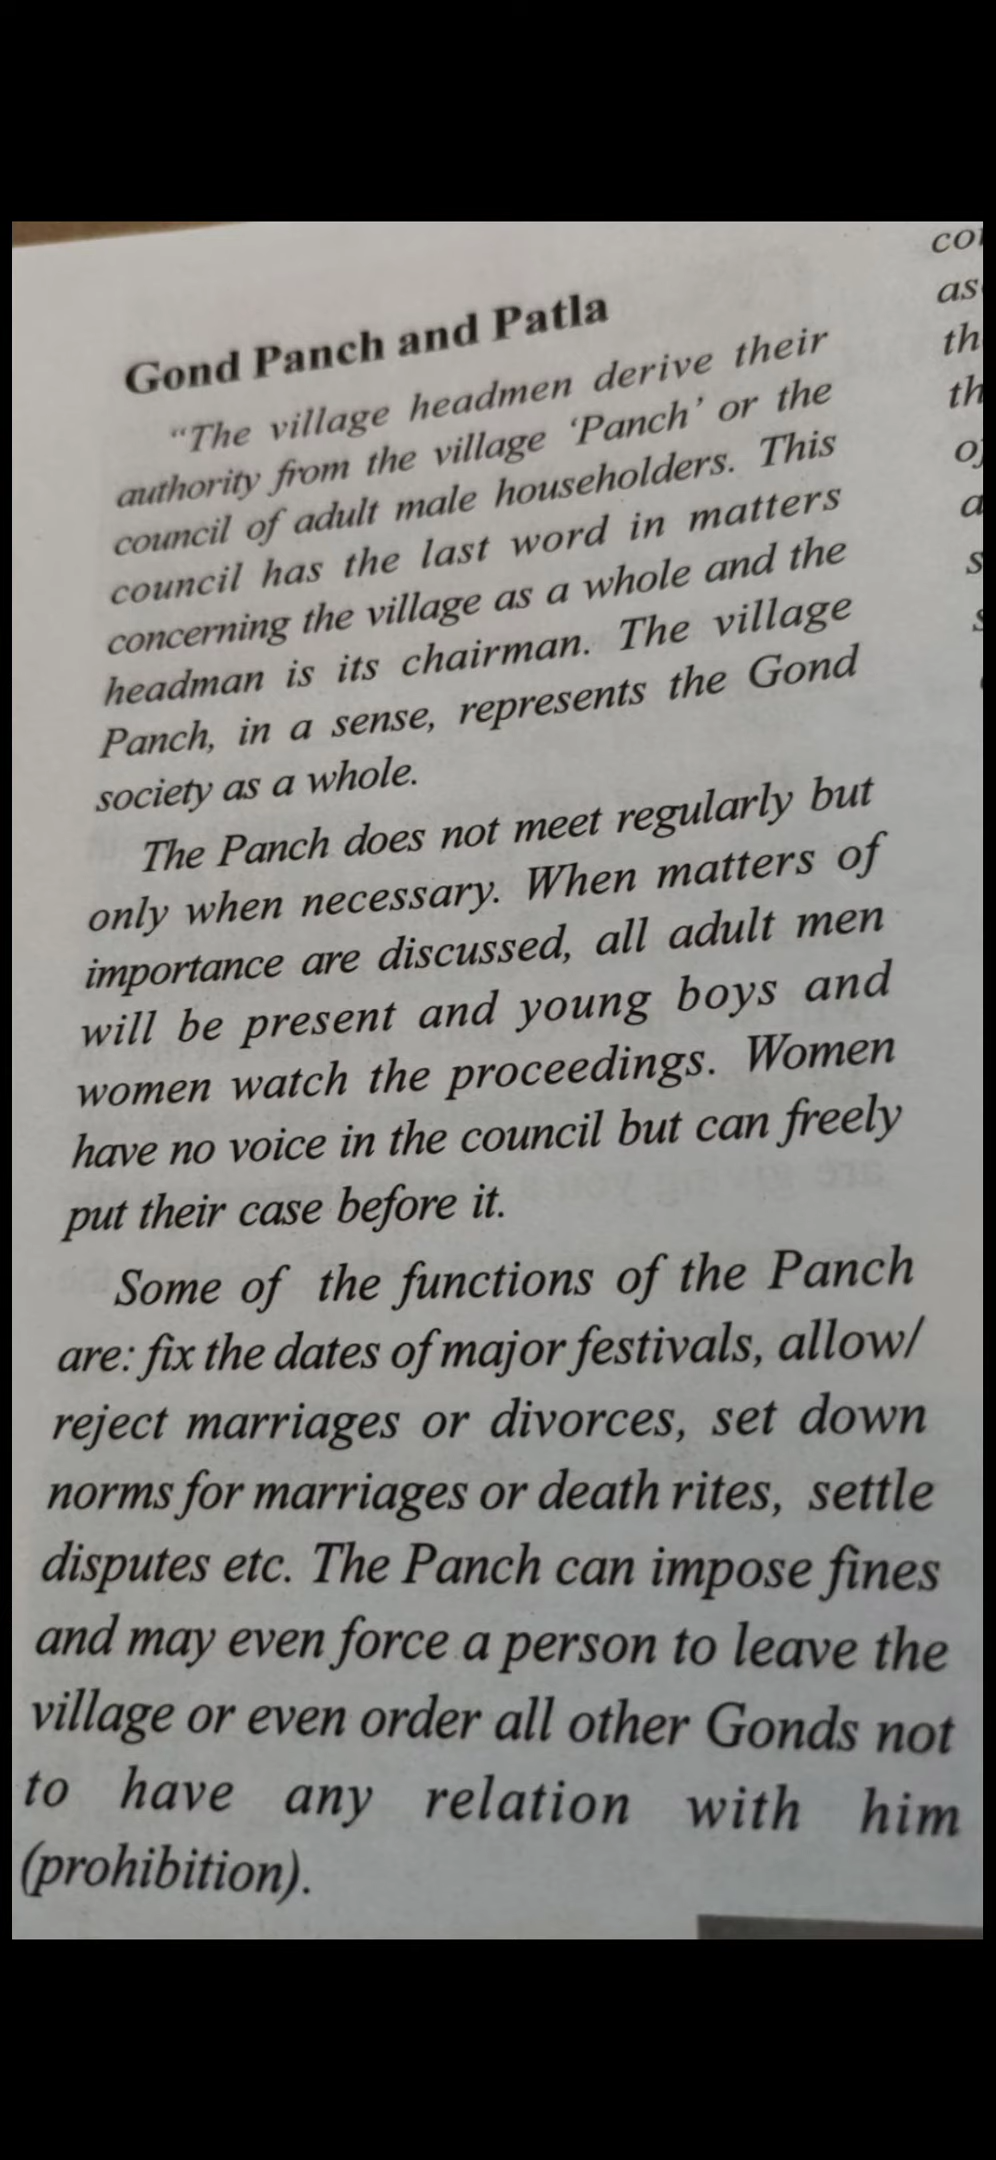 Gond Panch and Patla
"The village headmen derive their
authority from the village 'Panch' or the
council of adult male householders. This
council has the last word in matters
concerning the village as a whole and the
headman is its chairman. The village
Panch, in a sense, represents the Gond
society as a whole.
The Panch does not meet regularly but
only when necessary. When matters of
importance are discussed, all adult men
will be present and young boys and
women watch the proceedings. Women
have no voice in the council but can freely
put their case before it.
Some of the functions of the Panch
are: fix the dates of major festivals, allow/
reject marriages or divorces, set down
norms for marriages or death rites, settle
disputes etc. The Panch can impose fines
and may even force a person to leave the
village or even order all other Gonds not
to have any relation with him
(prohibition).